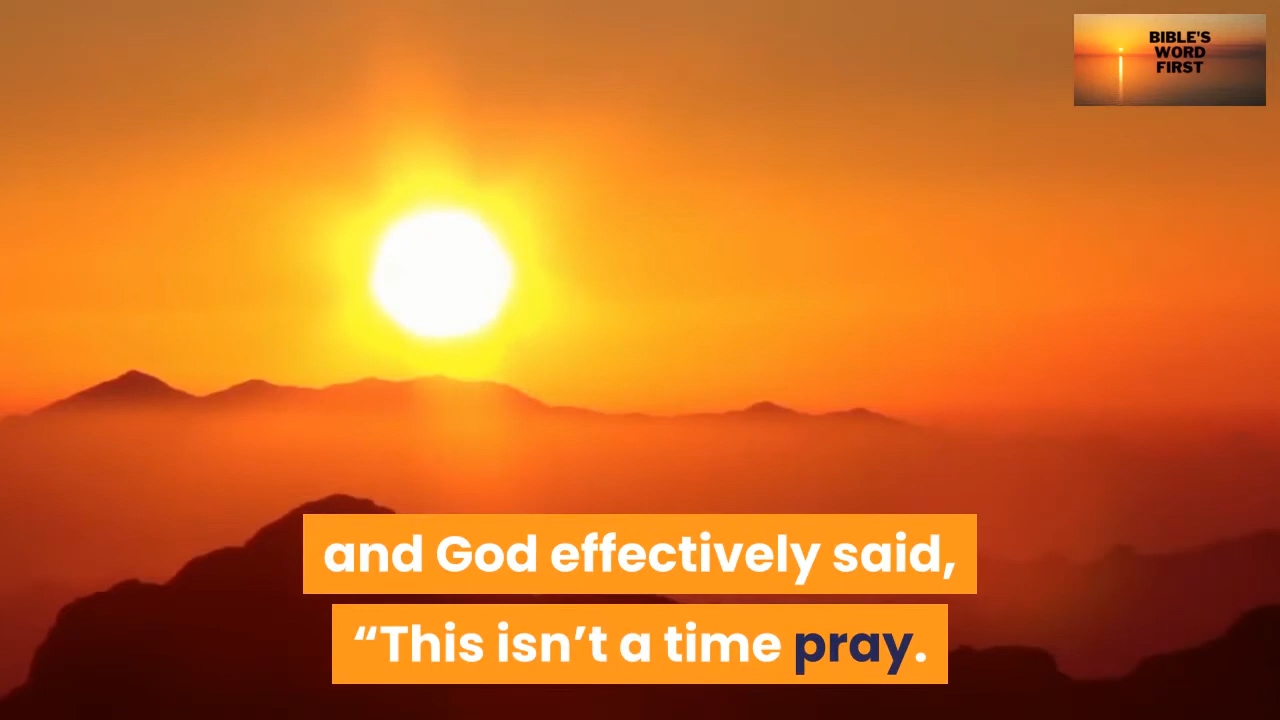 BIBLE'S
WORD
FIRST
and God effectively said,
“This isn’t a time pray.